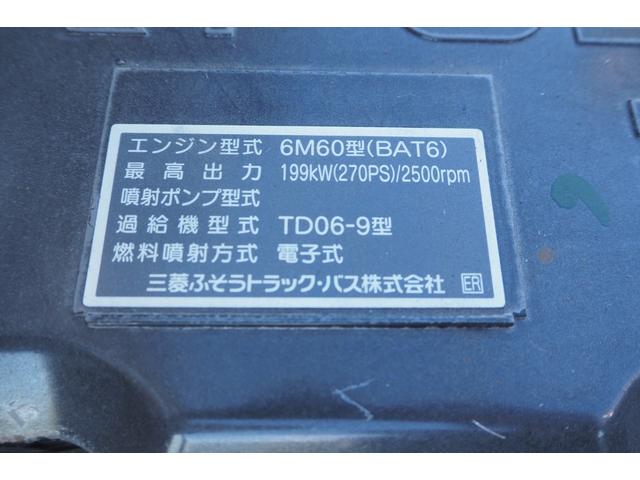 エンジン型式 6M60型(BAT6)
最高出力 199kW(270PS)/2500rpm
噴射ポンプ型式
過給機型式 TD06-9型
燃料噴射方式 電子式
三菱ふそうトラック・バス株式会社 ER